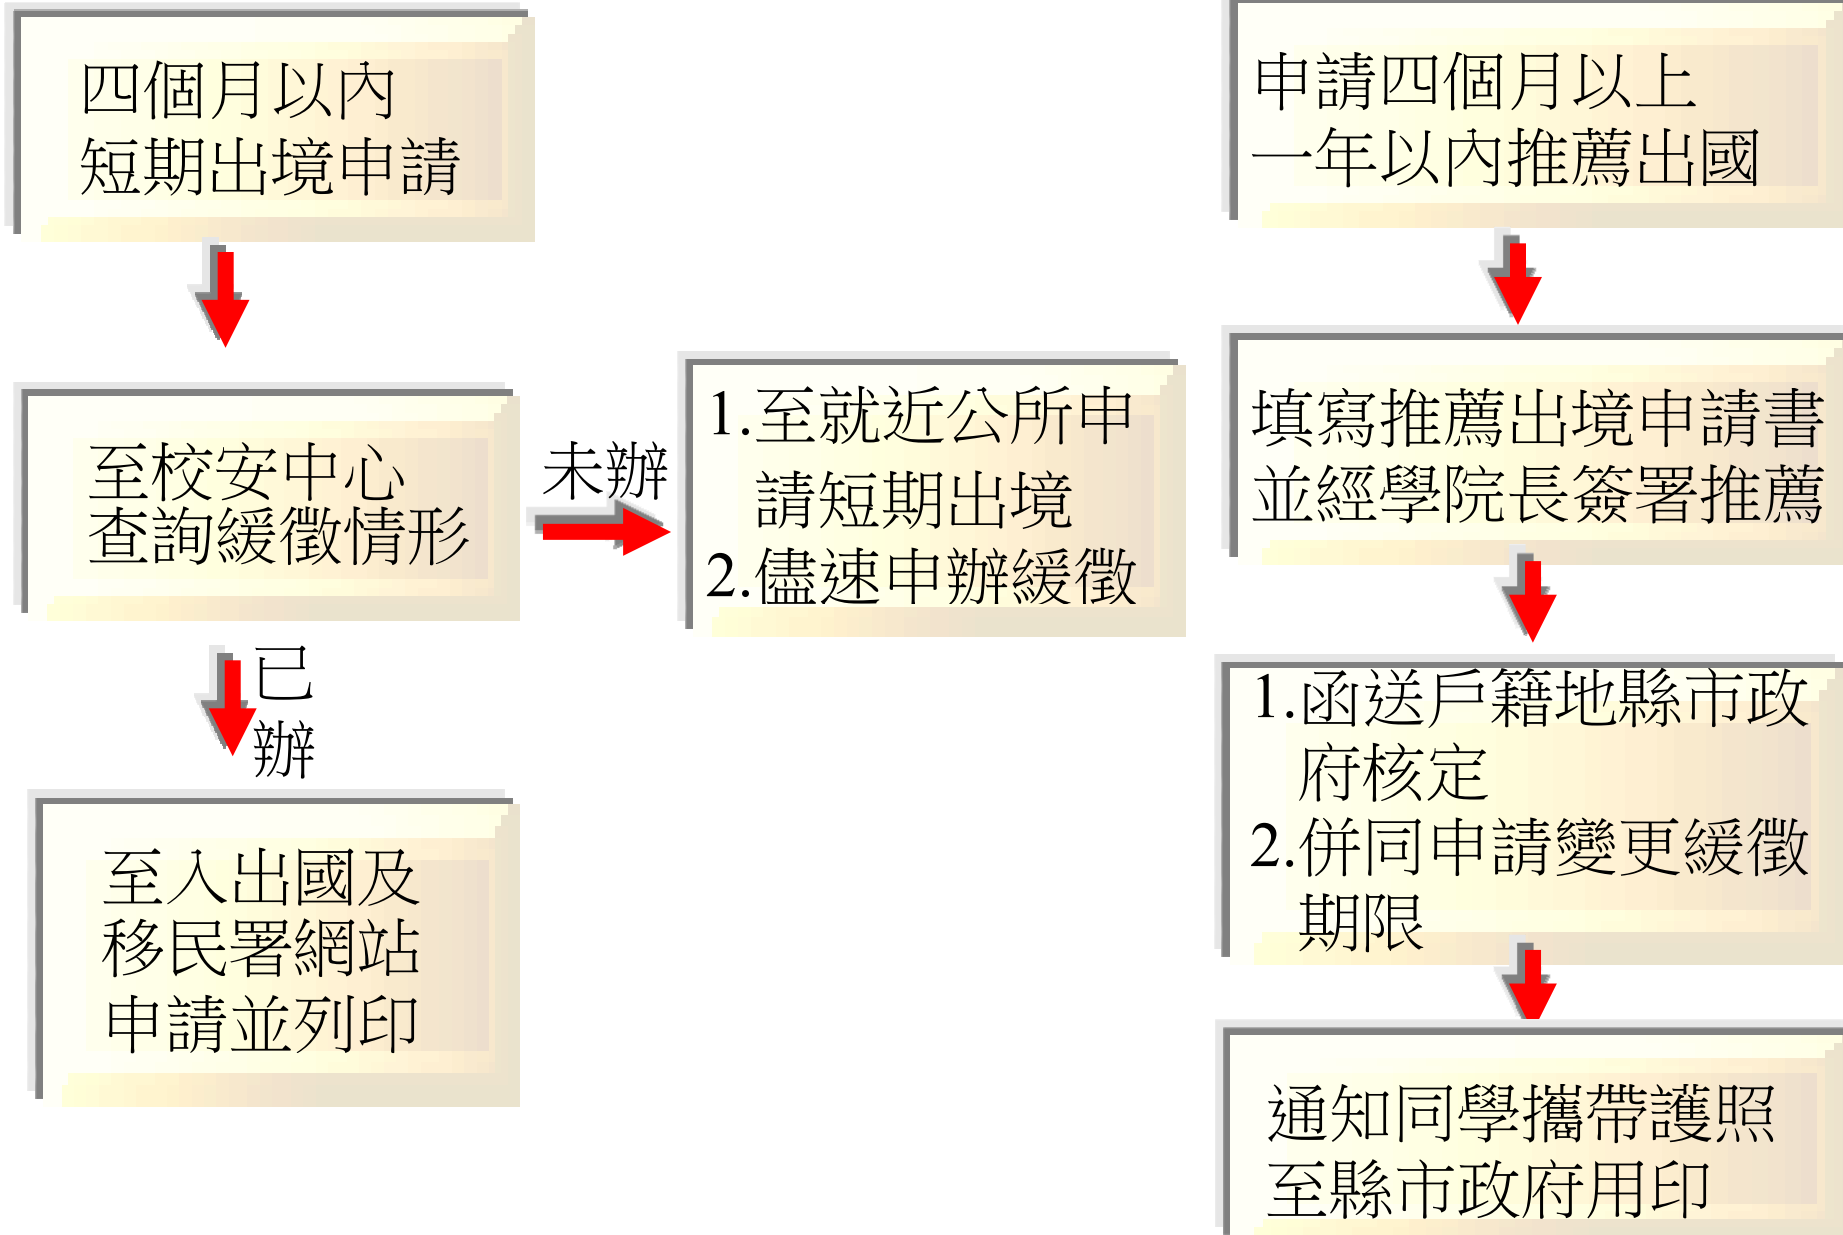 四個月以內
短期出境申請
至校安中心
查詢緩徵情形
未辦
1.至就近公所申
請短期出境
2.儘速申辦緩徵
已
辦
至入出國及
移民署網站
申請並列印
申請四個月以上
一年以內推薦出國
填寫推薦出境申請書
並經學院長簽署推薦
1.函送戶籍地縣市政
府核定
2.併同申請變更緩徵
期限
通知同學攜帶護照
至縣市政府用印